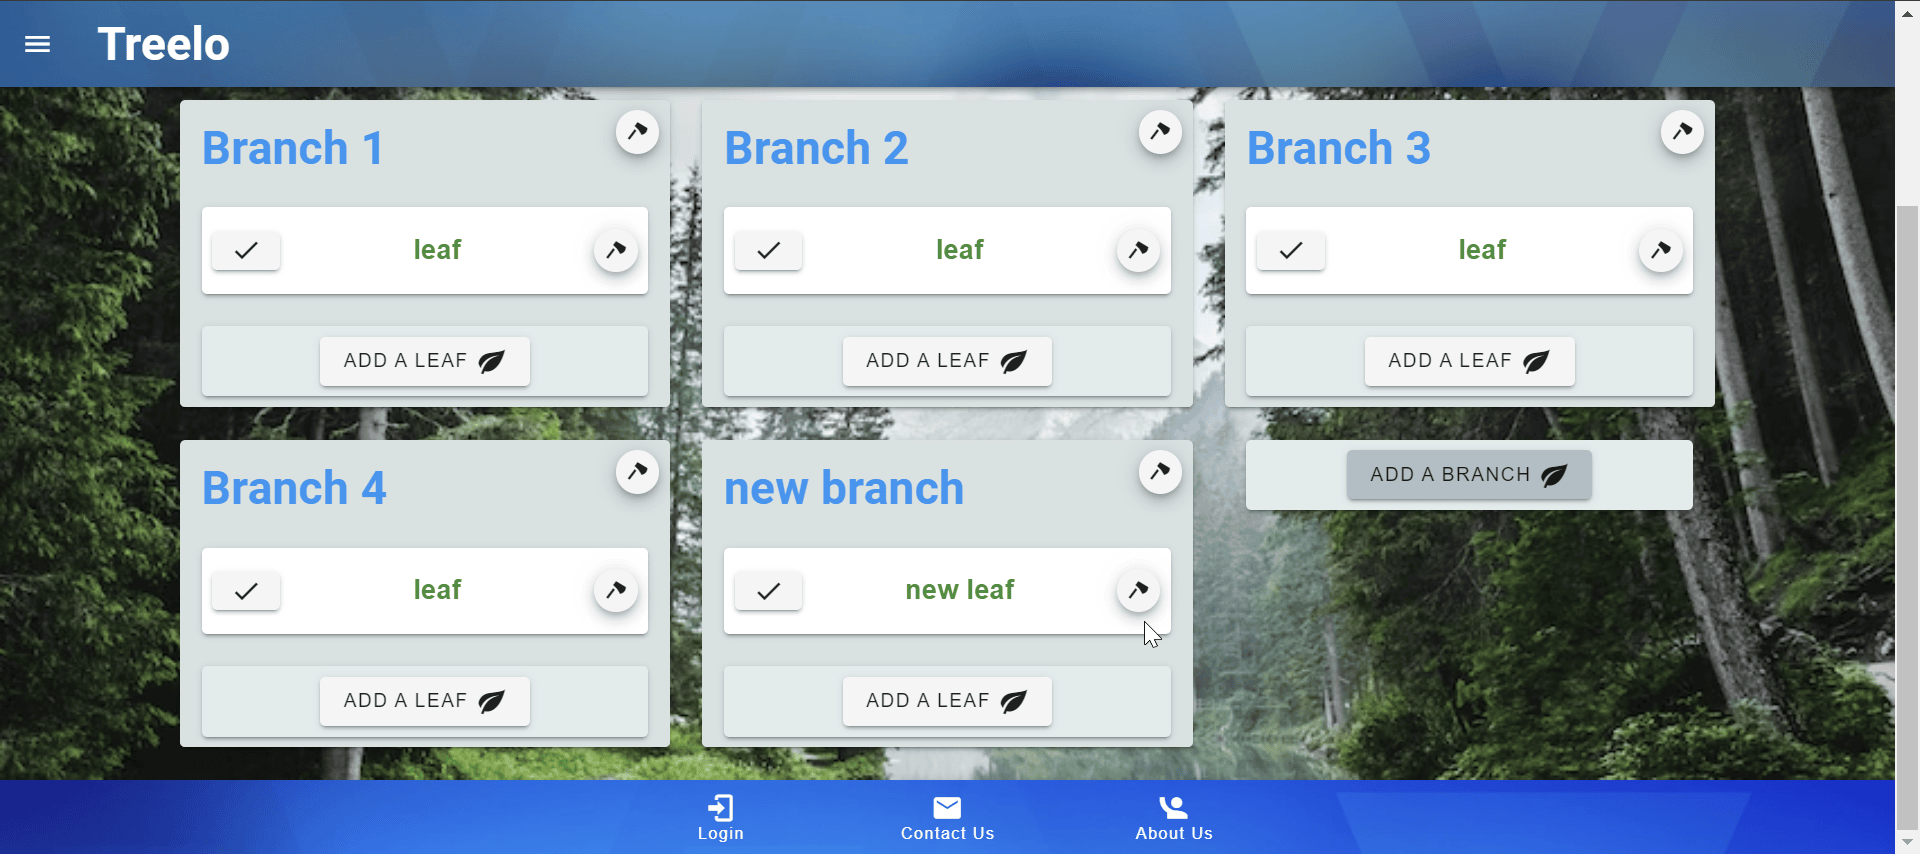 Treelo
Branch 1
leaf
ADD A LEAF
Branch 2
leaf
ADD A LEAF
Branch 3
leaf
ADD A LEAF
Branch 4
leaf
ADD A LEAF
new branch
new leaf
ADD A LEAF
ADD A BRANCH
Login
Contact Us
About Us